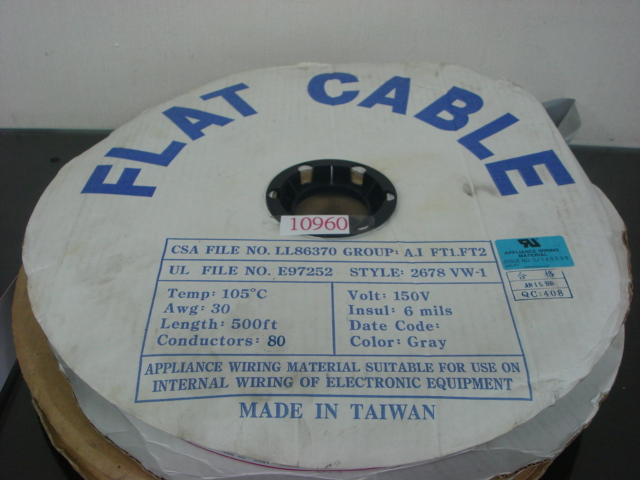 FLAT CABLE
10960
CSA FILE NO. LL86370 GROUP: A.I FT1.FT2
UL FILE NO. E97252 STYLE: 2678 VW-1
Temp: 105°C
Awg: 30
Length: 500ft
Conductors: 80
Volt: 150V
Insul: 6 mils
Date Code:
Color: Gray
APPLIANCE WIRING MATERIAL SUITABLE FOR USE ON
INTERNAL WIRING OF ELECTRONIC EQUIPMENT
MADE IN TAIWAN
APPLIANCE WIRING
MATERIAL
合格
QC:408